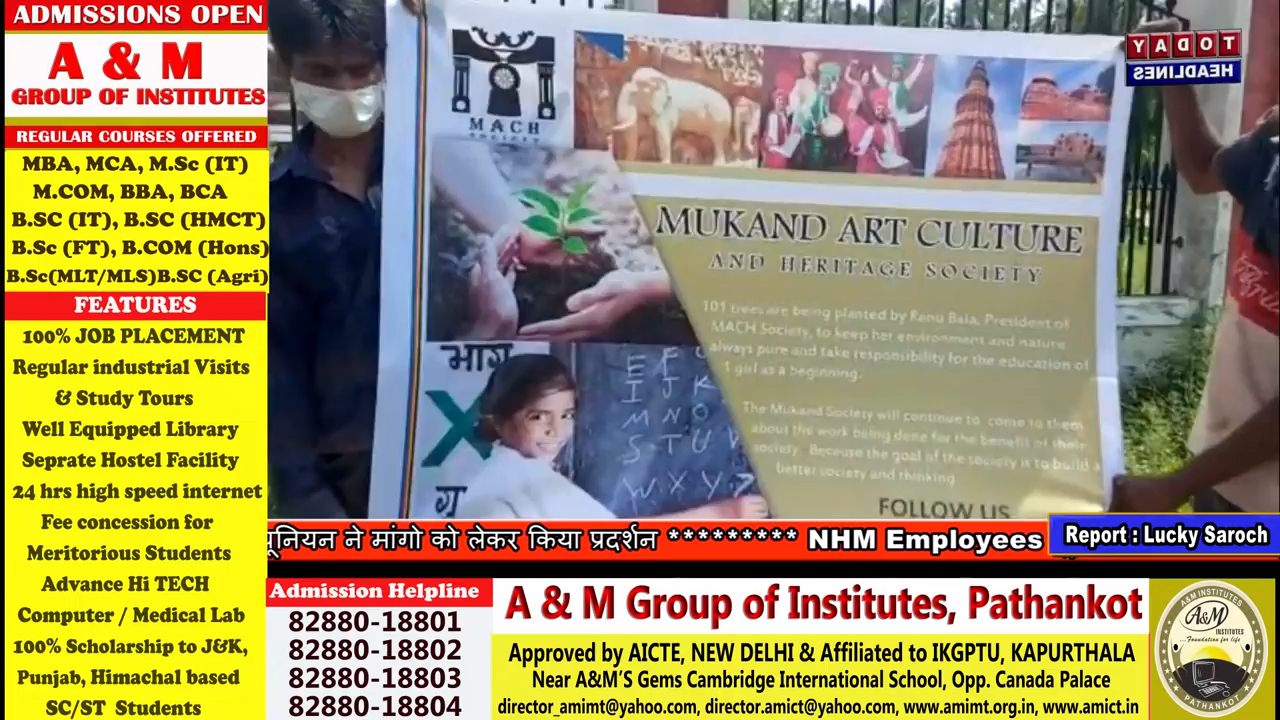 ADMISSIONS OPEN
A & M
GROUP OF INSTITUTES
REGULAR COURSES OFFERED
MBA, MCA, M.Sc (IT)
M.COM, BBA, BCA
B.SC (IT), B.SC (HMCT)
B.Sc (FT), B.COM (Hons)
B.Sc(MLT/MLS)B.SC (Agri)
FEATURES
100% JOB PLACEMENT
Regular industrial Visits
& Study Tours
Well Equipped Library
Seprate Hostel Facility
24 hrs high speed internet
Fee concession for
Meritorious Students
Advance Hi TECH
Computer / Medical Lab
100% Scholarship to J&K,
Punjab, Himachal based
SC/ST Students
TODAY
HEADLINES
MACH
SOCIETY
MUKAND ART CULTURE
AND HERITAGE SOCIETY
101 trees are being planted by Ranu Bala, President of
MACH Society, to keep her environment and nature
always pure and take responsibility for the education of
1 girl as a beginning.
The Mukand Society will continue to come to them
about the work being done for the benefit of their
society. Because the goal of the society is to build a
better society and thinking
FOLLOW US
भाग
X
E F
I J K
M N O
S T U V
W X Y Z
यूनियन ने मांगो को लेकर किया प्रदर्शन ********* NHM Employees
Report : Lucky Saroch
Admission Helpline
82880-18801
82880-18802
82880-18803
82880-18804
A & M Group of Institutes, Pathankot
Approved by AICTE, NEW DELHI & Affiliated to IKGPTU, KAPURTHALA
Near A&M'S Gems Cambridge International School, Opp. Canada Palace
director_amimt@yahoo.com, director.amict@yahoo.com, www.amimt.org.in, www.amict.in
A&M INSTITUTES
A&M
INSTITUTES
...Foundation for life
PATHANKOT